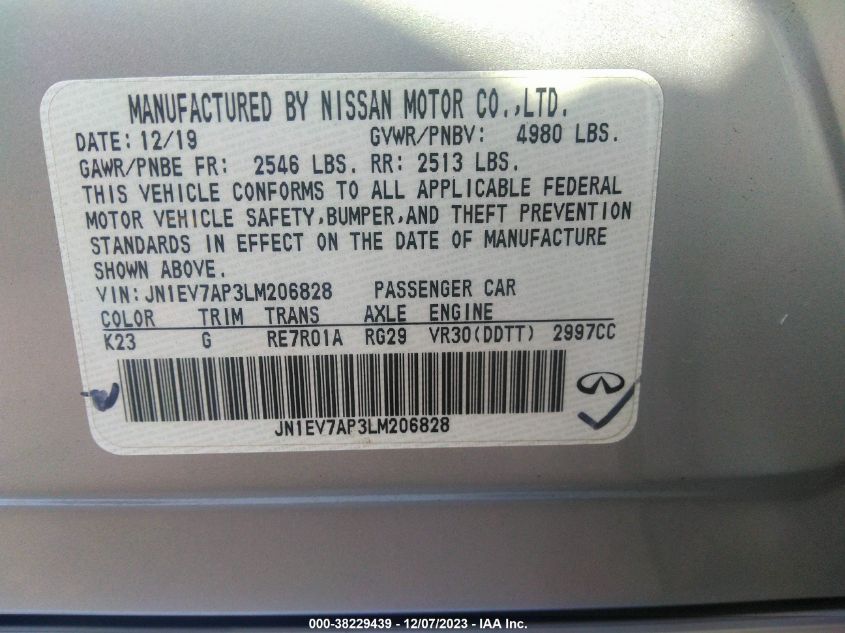 MANUFACTURED BY NISSAN MOTOR CO.,LTD.
DATE: 12/19 GVWR/PNBV: 4980 LBS.
GAWR/PNBE FR: 2546 LBS. RR: 2513 LBS.
THIS VEHICLE CONFORMS TO ALL APPLICABLE FEDERAL
MOTOR VEHICLE SAFETY,BUMPER,AND THEFT PREVENTION
STANDARDS IN EFFECT ON THE DATE OF MANUFACTURE
SHOWN ABOVE.
VIN:JN1EV7AP3LM206828 PASSENGER CAR
COLOR TRIM TRANS AXLE ENGINE
K23 G RE7R01A RG29 VR30(DDTT) 2997CC
JN1EV7AP3LM206828
000-38229439 - 12/07/2023 - IAA Inc.